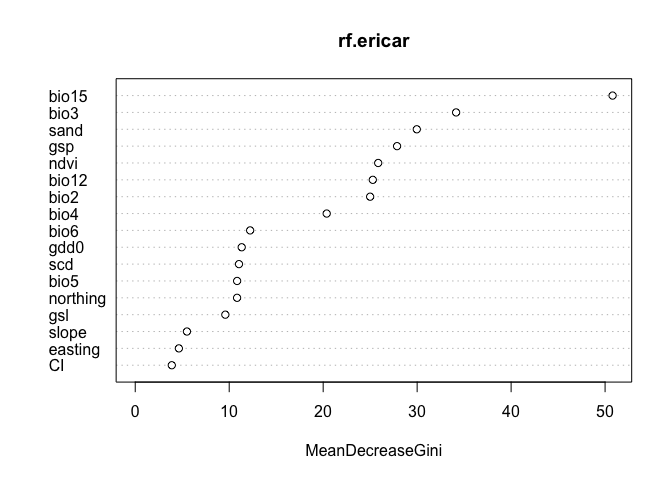 rf.ericar
bio15
bio3
sand
gsp
ndvi
bio12
bio2
bio4
bio6
gdd0
scd
bio5
northing
gsl
slope
easting
CI
0 10 20 30 40 50
MeanDecreaseGini